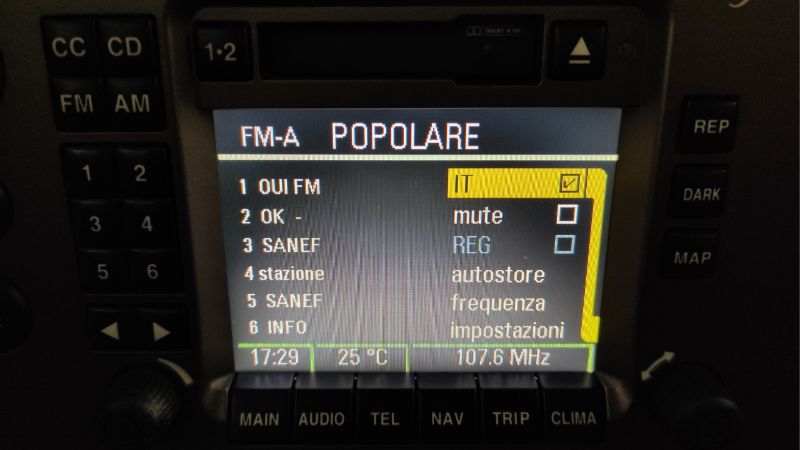 CC CD
1•2
DOLBY B NR
FM AM
FM-A POPOLARE
REP
1 2
1 OUI FM IT
DARK
2 OK - mute
3 4
3 SANEF REG
MAP
4 stazione autostore
5 6
5 SANEF frequenza
6 INFO impostazioni
17:29 25 °C 107.6 MHz
MAIN AUDIO TEL NAV TRIP CLIMA